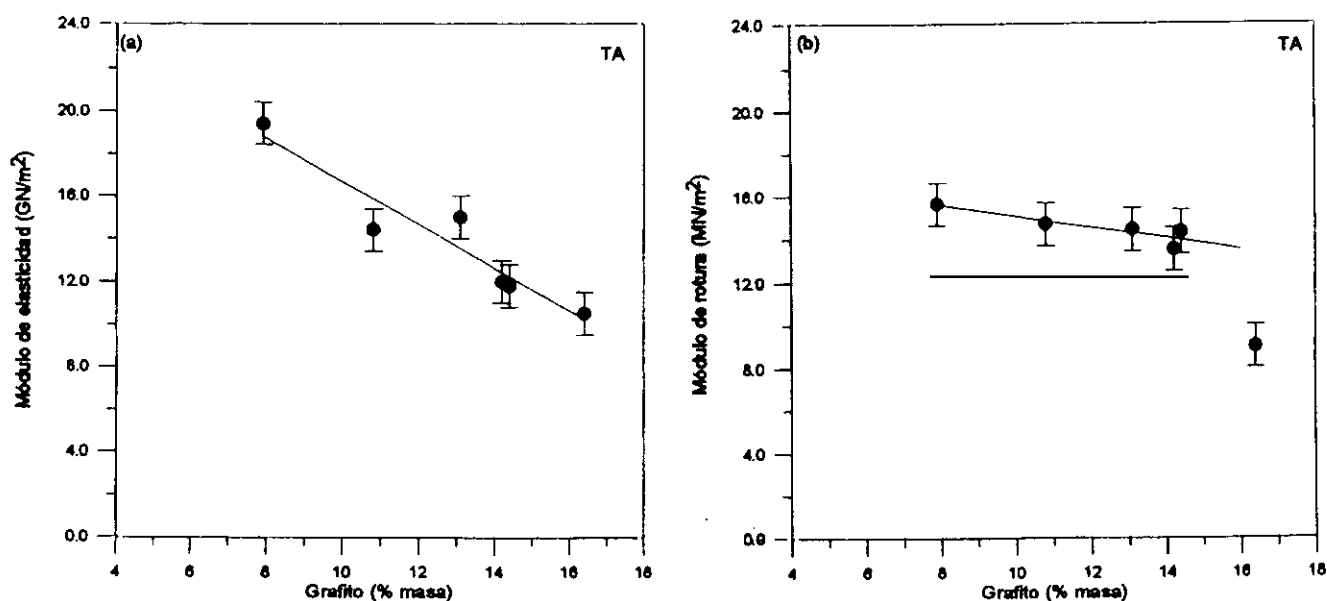 (a)
TA
24.0
20.0
16.0
12.0
8.0
4.0
0.0
Módulo de elasticidad (GN/m²)
4 6 8 10 12 14 16 18
Grafito (% masa)
(b)
TA
24.0
20.0
16.0
12.0
8.0
4.0
0.0
Módulo de rotura (MN/m²)
4 6 8 10 12 14 16 18
Grafito (% masa)